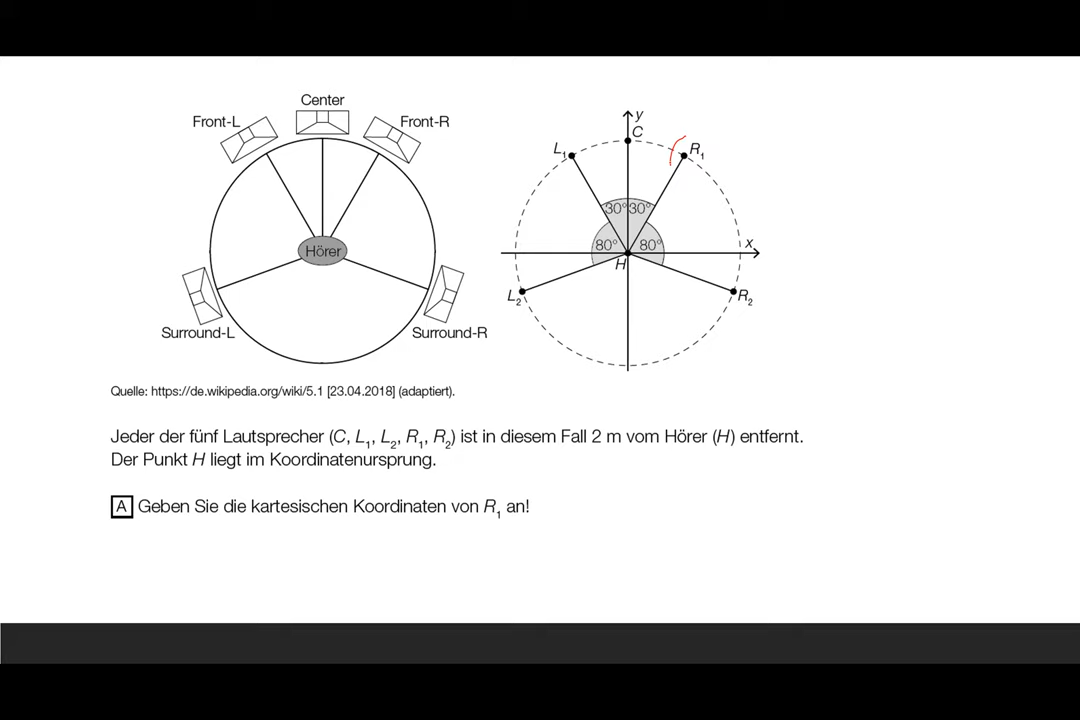 Center
Front-L
Front-R
Hörer
Surround-L
Surround-R
y
C
L₁
R₁
30° 30°
80° 80°
x
H
L₂
R₂
Quelle: https://de.wikipedia.org/wiki/5.1 [23.04.2018] (adaptiert).
Jeder der fünf Lautsprecher (C, L₁, L₂, R₁, R₂) ist in diesem Fall 2 m vom Hörer (H) entfernt.
Der Punkt H liegt im Koordinatenursprung.
A Geben Sie die kartesischen Koordinaten von R₁ an!